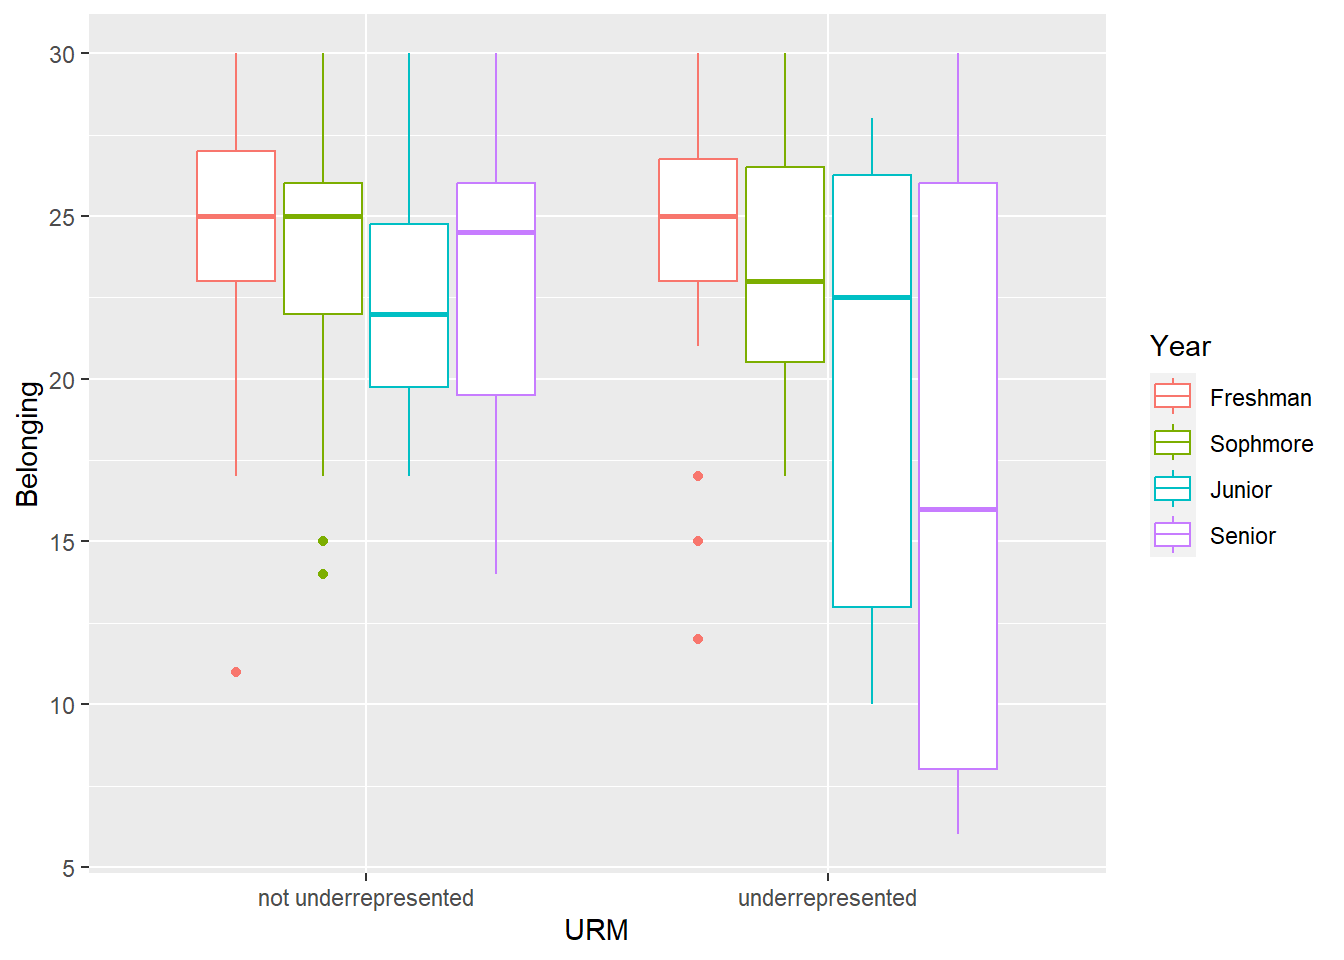 30
25
20
15
10
5
Belonging
not underrepresented
underrepresented
URM
Year
Freshman
Sophmore
Junior
Senior